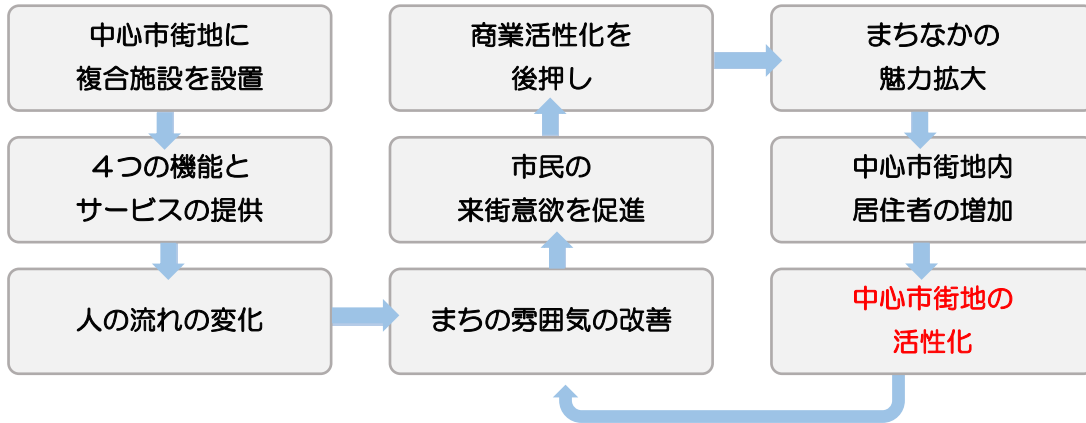 中心市街地に
複合施設を設置
４つの機能と
サービスの提供
人の流れの変化
まちの雰囲気の改善
市民の
来街意欲を促進
商業活性化を
後押し
まちなかの
魅力拡大
中心市街地内
居住者の増加
中心市街地の
活性化